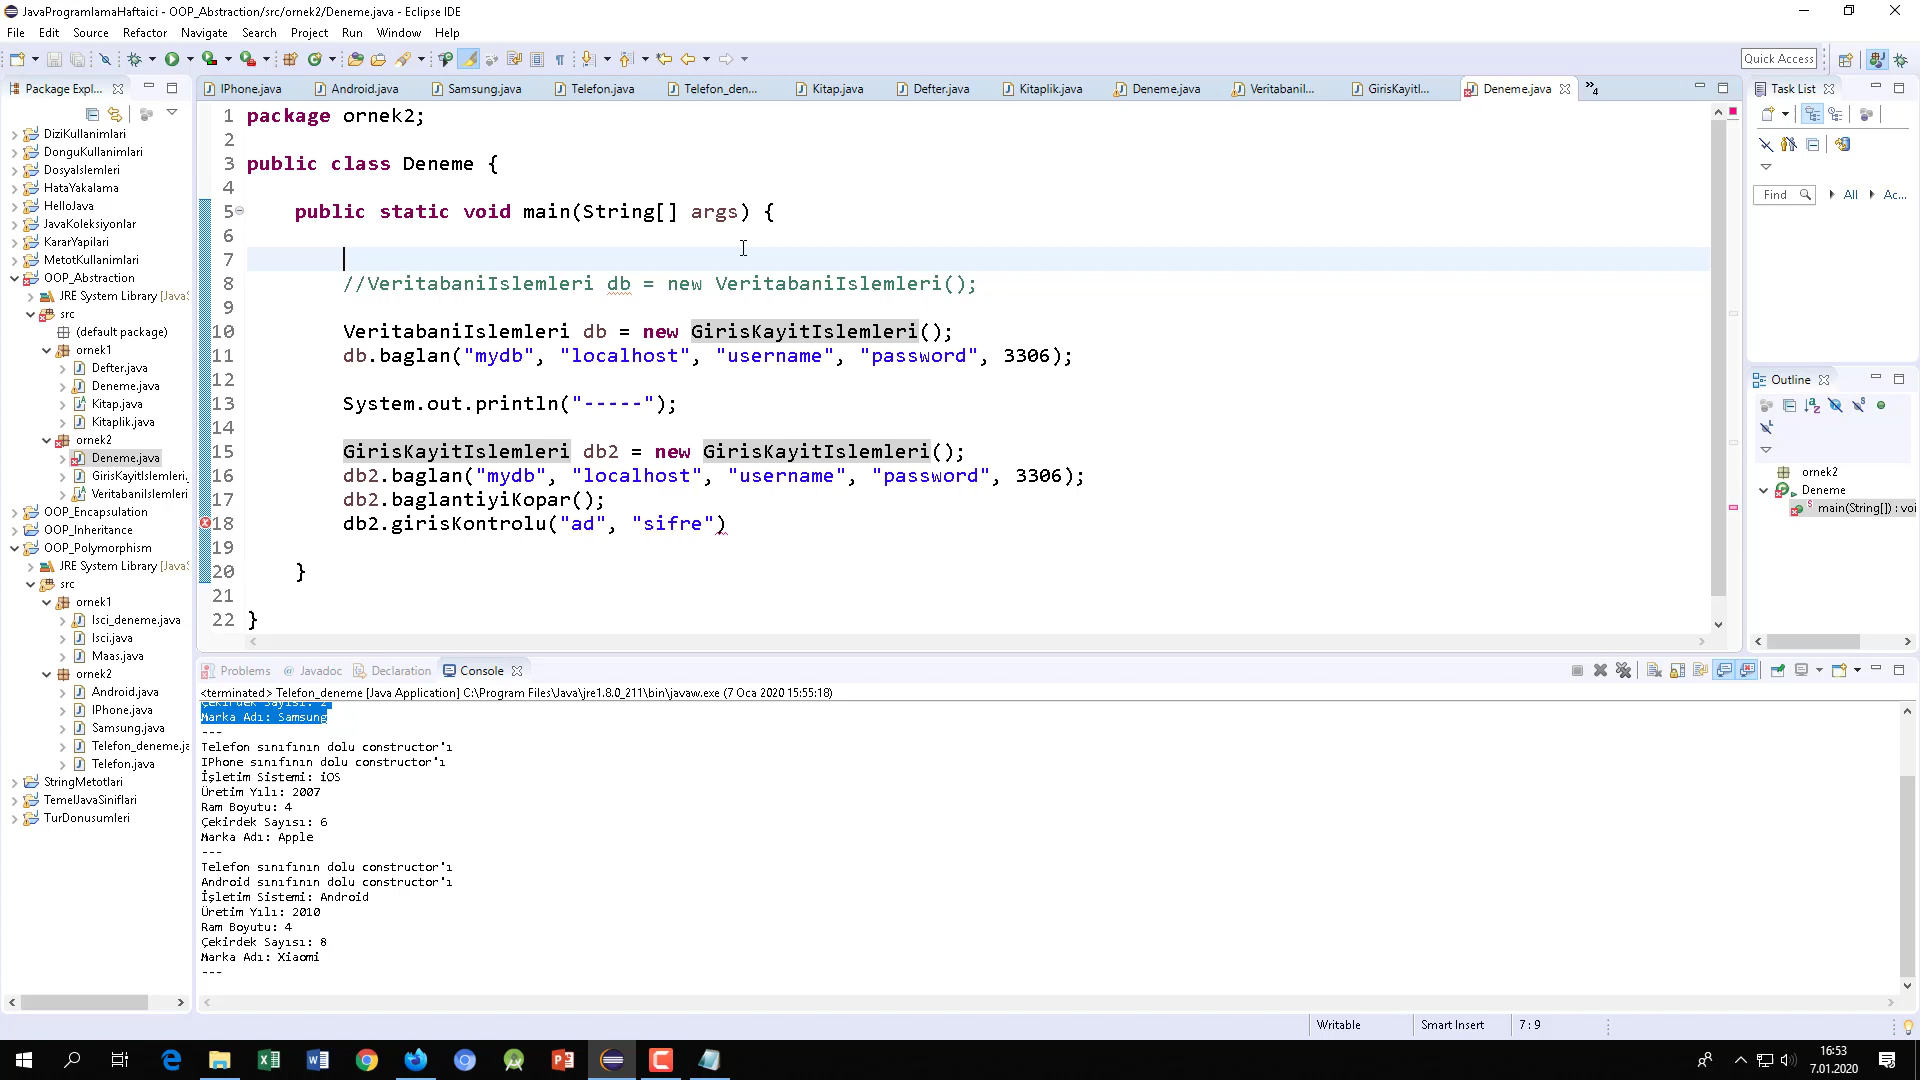 JavaProgramlamaHaftaici - OOP_Abstraction/src/ornek2/Deneme.java - Eclipse IDE
File Edit Source Refactor Navigate Search Project Run Window Help
Quick Access
Package Expl...
IPhone.java Android.java Samsung.java Telefon.java Telefon_den... Kitap.java Defter.java Kitaplik.java Deneme.java Veritabanil... GirisKayitl... Deneme.java »4
Task List
Find All Ac...
DiziKullanimlari
DonguKullanimlari
DosyaIslemleri
HataYakalama
HelloJava
JavaKoleksiyonlar
KararYapilari
MetotKullanimlari
OOP_Abstraction
JRE System Library [Java
src
(default package)
ornek1
Defter.java
Deneme.java
Kitap.java
Kitaplik.java
ornek2
Deneme.java
GirisKayitIslemleri.
VeritabaniIslemleri
OOP_Encapsulation
OOP_Inheritance
OOP_Polymorphism
JRE System Library [Java
src
ornek1
Isci_deneme.java
Isci.java
Maas.java
ornek2
Android.java
IPhone.java
Samsung.java
Telefon_deneme.ja
Telefon.java
StringMetotlari
TemelJavaSiniflari
TurDonusumleri
1 package ornek2;
2
3 public class Deneme {
4
5 public static void main(String[] args) {
6
7
8 //VeritabaniIslemleri db = new VeritabaniIslemleri();
9
10 VeritabaniIslemleri db = new GirisKayitIslemleri();
11 db.baglan("mydb", "localhost", "username", "password", 3306);
12
13 System.out.println("-----");
14
15 GirisKayitIslemleri db2 = new GirisKayitIslemleri();
16 db2.baglan("mydb", "localhost", "username", "password", 3306);
17 db2.baglantiyiKopar();
18 db2.girisKontrolu("ad", "sifre")
19
20 }
21
22 }
Outline
ornek2
Deneme
main(String[]) : voi
Problems Javadoc Declaration Console
<terminated> Telefon_deneme [Java Application] C:\Program Files\Java\jre1.8.0_211\bin\javaw.exe (7 Oca 2020 15:55:18)
Çekirdek Sayısı: 2
Marka Adı: Samsung
---
Telefon sınıfının dolu constructor'ı
IPhone sınıfının dolu constructor'ı
İşletim Sistemi: iOS
Üretim Yılı: 2007
Ram Boyutu: 4
Çekirdek Sayısı: 6
Marka Adı: Apple
---
Telefon sınıfının dolu constructor'ı
Android sınıfının dolu constructor'ı
İşletim Sistemi: Android
Üretim Yılı: 2010
Ram Boyutu: 4
Çekirdek Sayısı: 8
Marka Adı: Xiaomi
---
Writable Smart Insert 7 : 9
16:53
7.01.2020